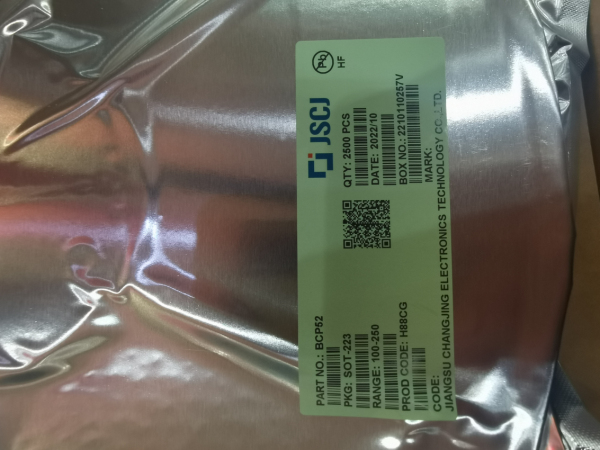 Pb
HF
JSCJ
PART NO.: BCP52
QTY: 2500 PCS
PKG: SOT-223
DATE: 2022/10
RANGE: 100-250
BOX NO.: 2210110257V
PROD CODE: H88CG
MARK:
CODE:
JIANGSU CHANGJING ELECTRONICS TECHNOLOGY CO., LTD.